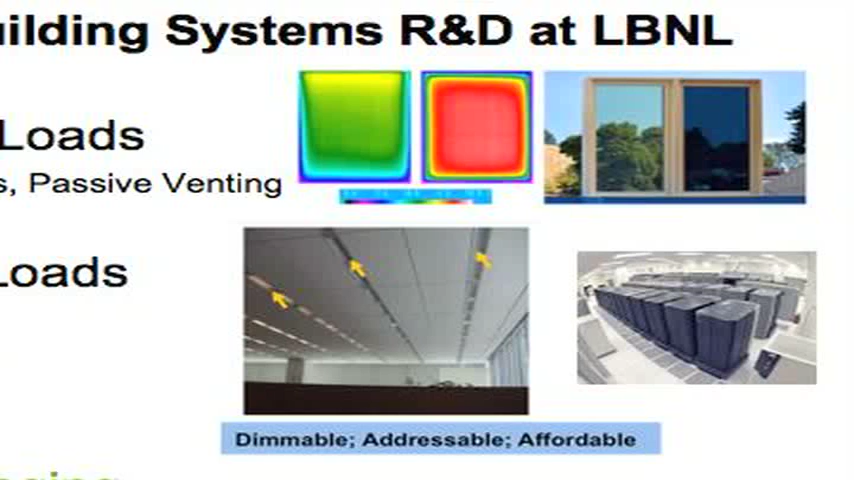 uilding Systems R&D at LBNL
Loads
s, Passive Venting
Loads
Dimmable; Addressable; Affordable